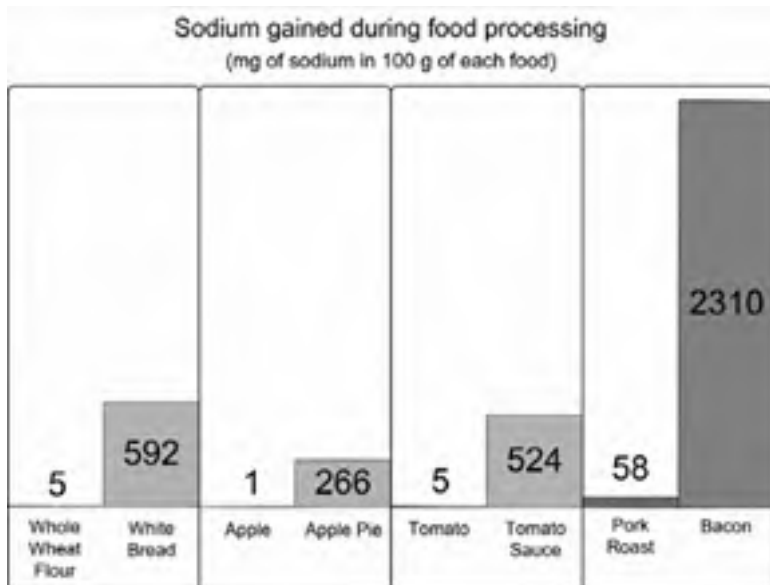 Sodium gained during food processing
(mg of sodium in 100 g of each food)
5
592
1
266
5
524
58
2310
Whole
Wheat
Flour
White
Bread
Apple
Apple Pie
Tomato
Tomato
Sauce
Pork
Roast
Bacon